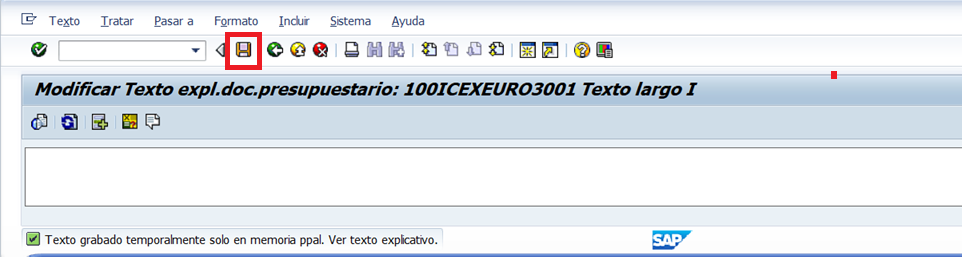 Texto Tratar Pasar a Formato Incluir Sistema Ayuda
Modificar Texto expl.doc.presupuestario: 100ICEXEURO3001 Texto largo I
Texto grabado temporalmente solo en memoria ppal. Ver texto explicativo.
SAP